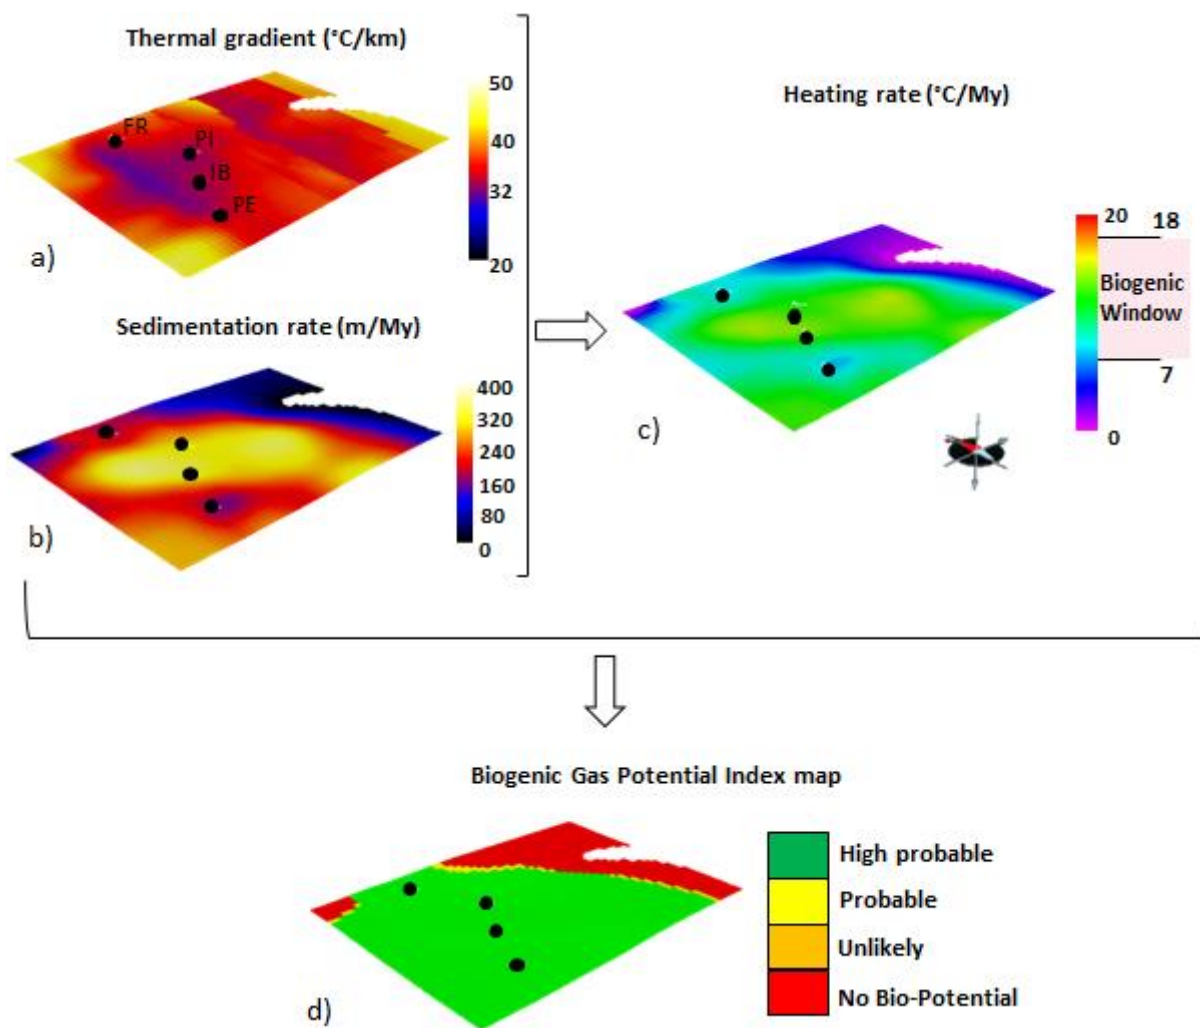 Thermal gradient (°C/km)
50
40
32
20
FR
PI
IB
PE
a)
Sedimentation rate (m/My)
400
320
240
160
80
0
b)
Heating rate (°C/My)
20 18
Biogenic
Window
7
0
c)
Biogenic Gas Potential Index map
High probable
Probable
Unlikely
No Bio-Potential
d)